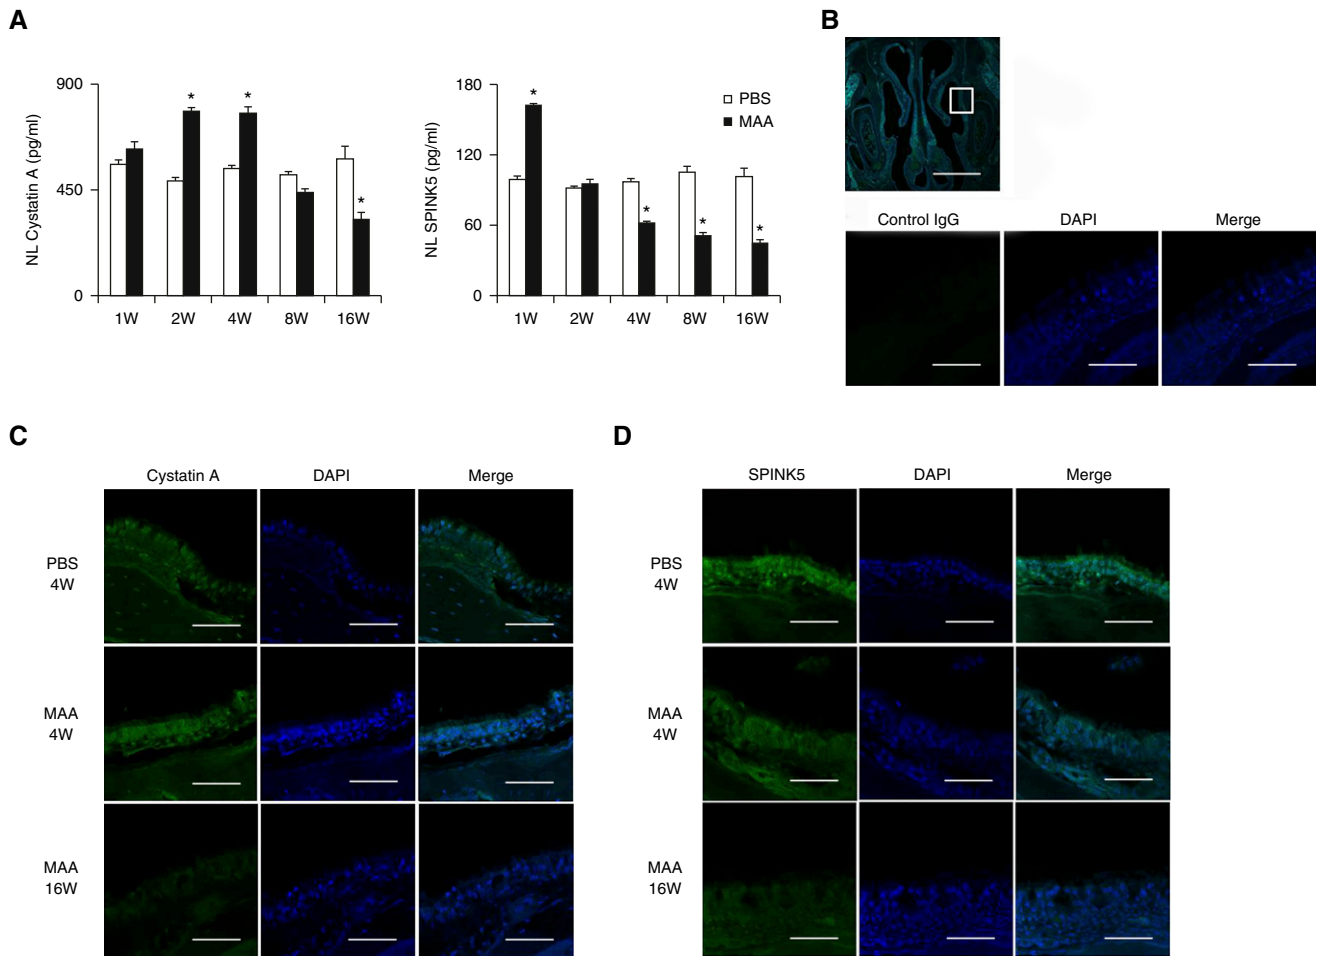 A
NL Cystatin A (pg/ml)
900
450
0
* * *
1W 2W 4W 8W 16W
NL SPINK5 (pg/ml)
180
120
60
0
* * * *
PBS
MAA
1W 2W 4W 8W 16W
B
Control IgG DAPI Merge
C
Cystatin A DAPI Merge
PBS
4W
MAA
4W
MAA
16W
D
SPINK5 DAPI Merge
PBS
4W
MAA
4W
MAA
16W